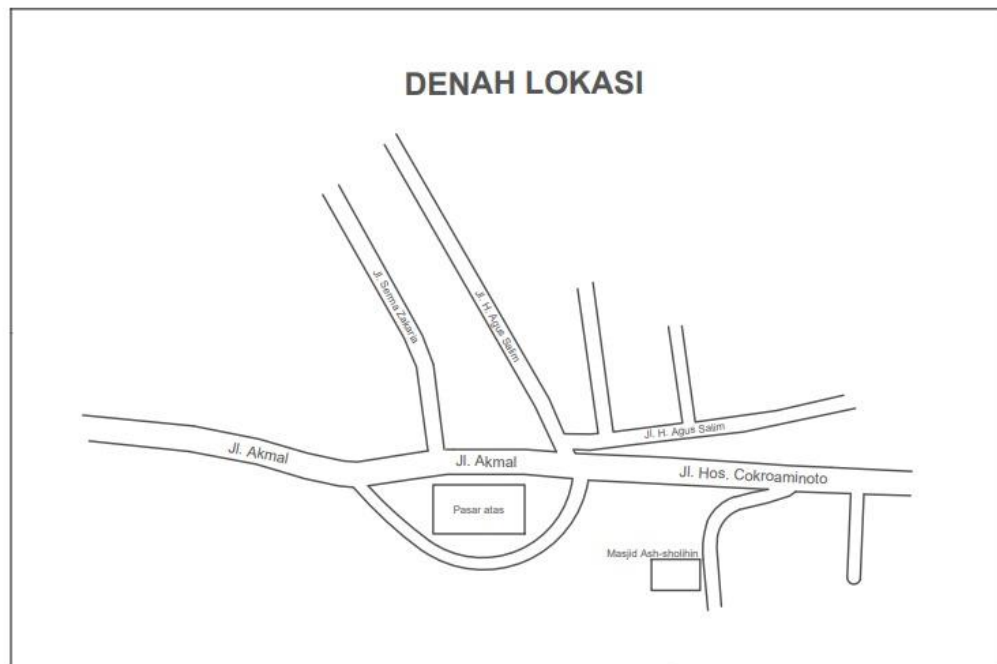 DENAH LOKASI
Jl. Serma Zakaria
Jl. H. Agus Salim
Jl. H. Agus Salim
Jl. Akmal
Jl. Akmal
Jl. Hos. Cokroaminoto
Pasar atas
Masjid Ash-sholihin